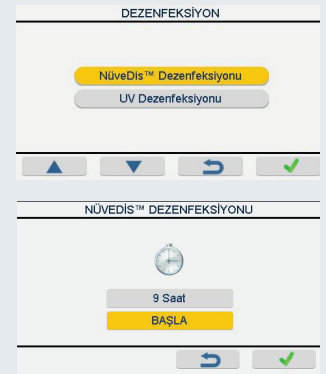 DEZENFEKSİYON
NüveDis™ Dezenfeksiyonu
UV Dezenfeksiyonu
NÜVEDİS™ DEZENFEKSİYONU
9 Saat
BAŞLA